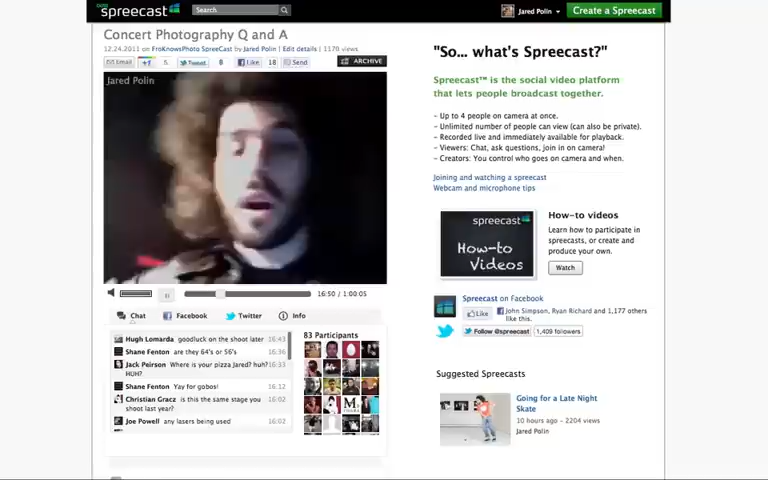 spreecast
Search
Jared Polin
Create a Spreecast
Concert Photography Q and A
12.24.2011 on FroKnowsPhoto SpreeCast by Jared Polin | Edit details | 1176 views
Email
+1
5
Tweet
8
Like
18
Send
ARCHIVE
Jared Polin
16:50 / 1:00:05
Chat
Facebook
Twitter
Info
Hugh Lomarda goodluck on the shoot later 16:43
Shane Fenton are they 64's or 56's 16:36
Jack Peirson Where is your pizza Jared? huh? 16:33
HUH?
Shane Fenton Yay for gobos! 16:12
Christian Gracz is this the same stage you 16:02
shoot last year?
Joe Powell any lasers being used 16:02
83 Participants
"So... what's Spreecast?"
Spreecast™ is the social video platform
that lets people broadcast together.
- Up to 4 people on camera at once.
- Unlimited number of people can view (can also be private).
- Recorded live and immediately available for playback.
- Viewers: Chat, ask questions, join in on camera!
- Creators: You control who goes on camera and when.
Joining and watching a spreecast
Webcam and microphone tips
spreecast
How-to
Videos
How-to videos
Learn how to participate in
spreecasts, or create and
produce your own.
Watch
Spreecast on Facebook
Like
John Simpson, Ryan Richard and 1,177 others
like this.
Follow @spreecast
1,409 followers
Suggested Spreecasts
Going for a Late Night
Skate
10 hours ago - 2204 views
Jared Polin